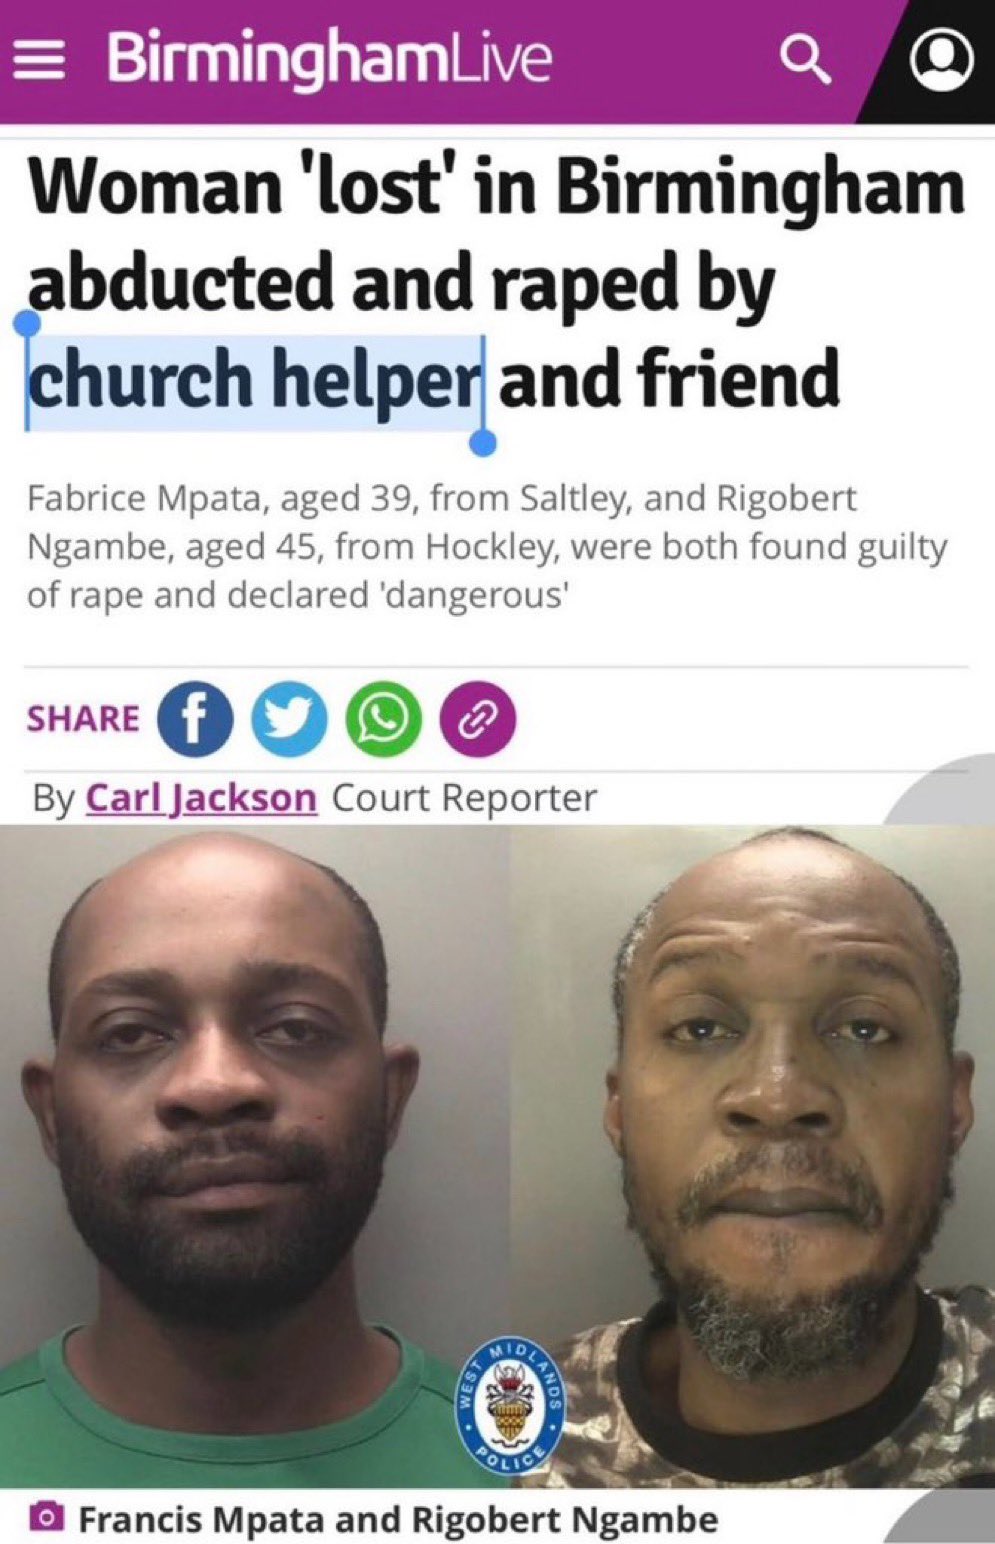 BirminghamLive
Woman 'lost' in Birmingham
abducted and raped by
church helper and friend
Fabrice Mpata, aged 39, from Saltley, and Rigobert
Ngambe, aged 45, from Hockley, were both found guilty
of rape and declared 'dangerous'
SHARE
By Carl Jackson Court Reporter
WEST MIDLANDS
POLICE
Francis Mpata and Rigobert Ngambe